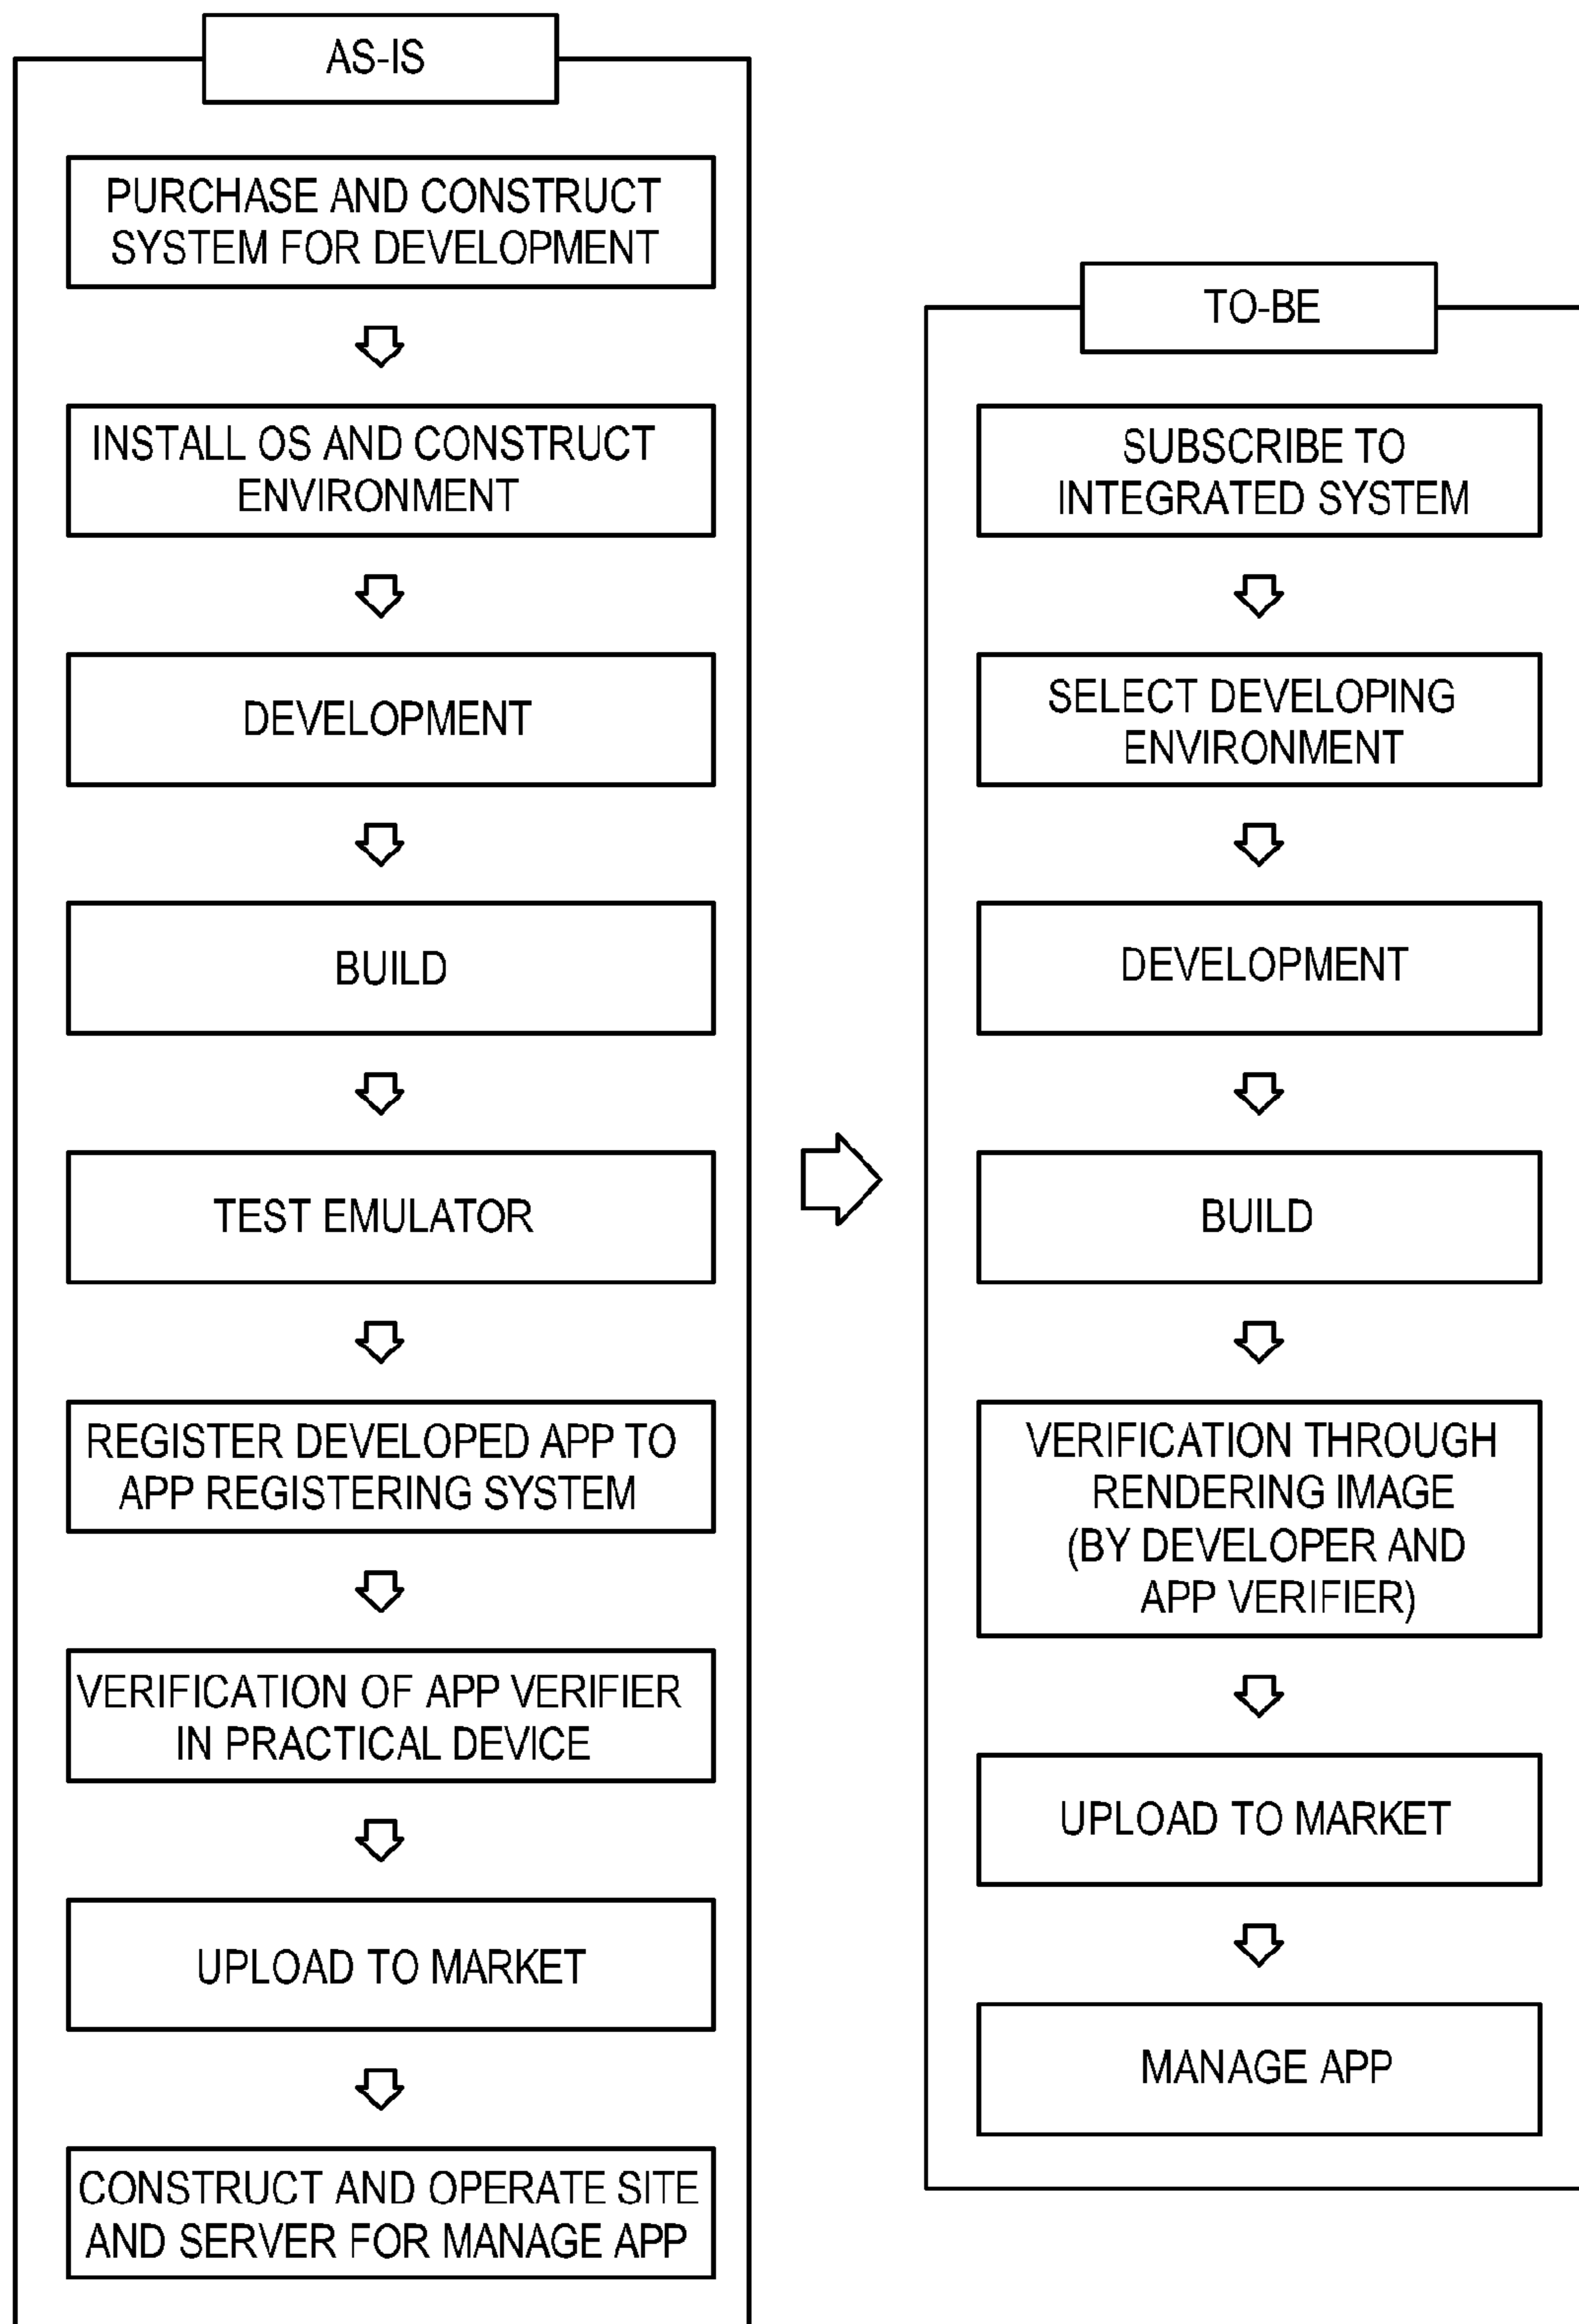 AS-IS
PURCHASE AND CONSTRUCT
SYSTEM FOR DEVELOPMENT
INSTALL OS AND CONSTRUCT
ENVIRONMENT
DEVELOPMENT
BUILD
TEST EMULATOR
REGISTER DEVELOPED APP TO
APP REGISTERING SYSTEM
VERIFICATION OF APP VERIFIER
IN PRACTICAL DEVICE
UPLOAD TO MARKET
CONSTRUCT AND OPERATE SITE
AND SERVER FOR MANAGE APP
TO-BE
SUBSCRIBE TO
INTEGRATED SYSTEM
SELECT DEVELOPING
ENVIRONMENT
DEVELOPMENT
BUILD
VERIFICATION THROUGH
RENDERING IMAGE
(BY DEVELOPER AND
APP VERIFIER)
UPLOAD TO MARKET
MANAGE APP